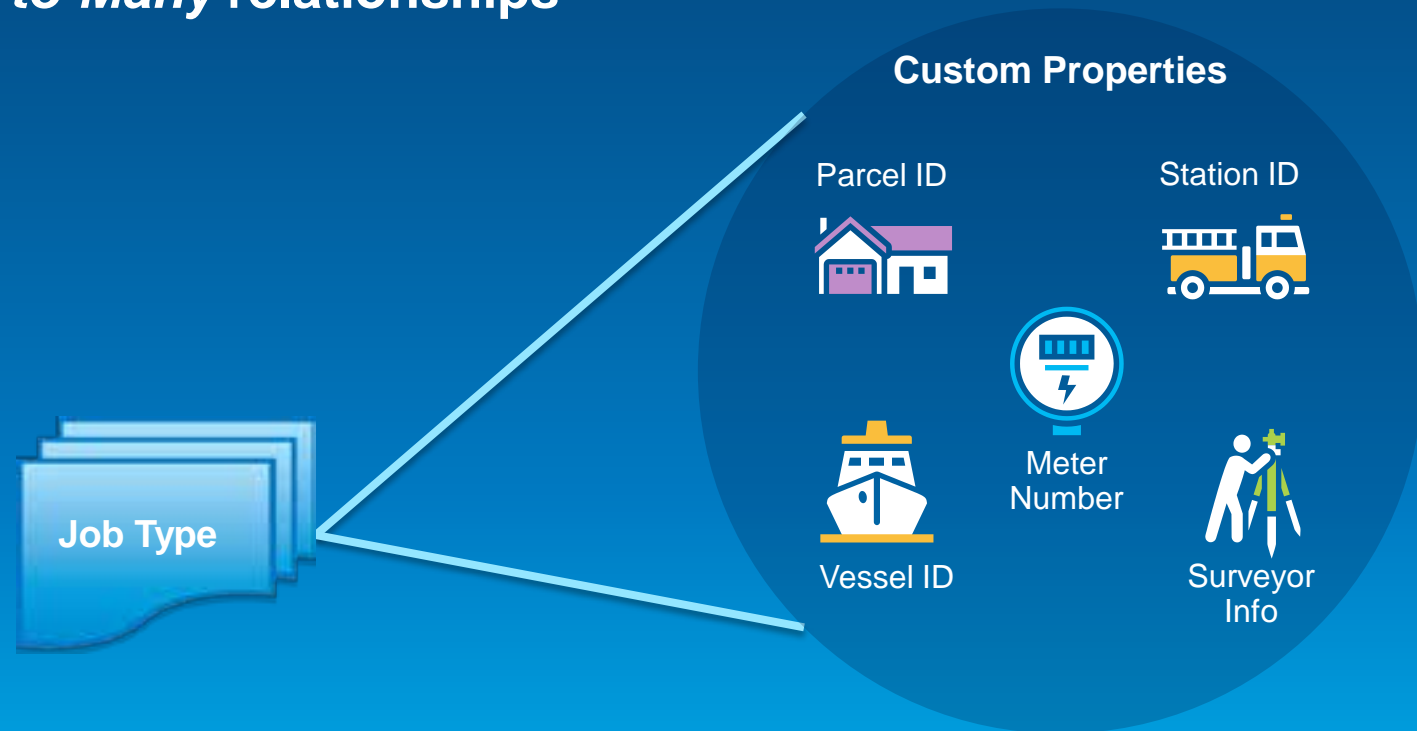 to-Many relationships
Custom Properties
Parcel ID
Station ID
Job Type
Meter
Number
Vessel ID
Surveyor
Info